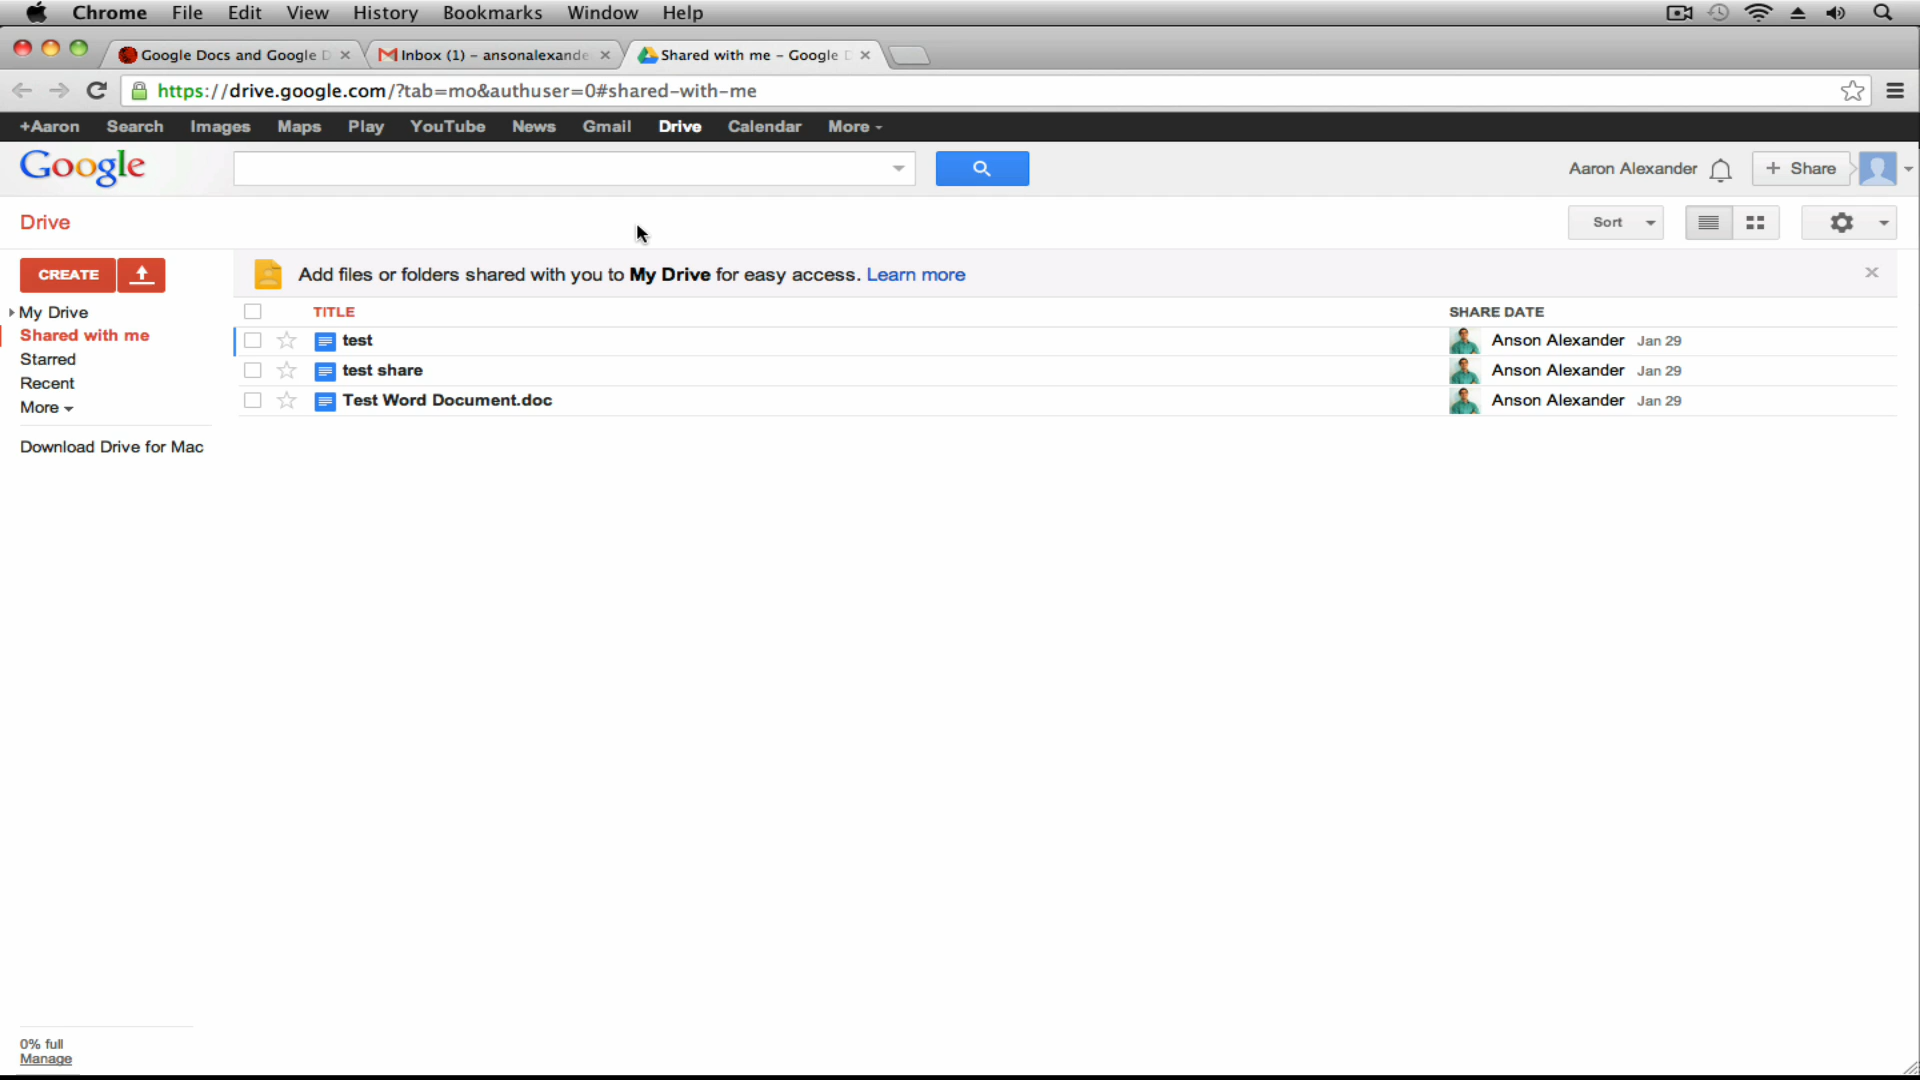 Chrome File Edit View History Bookmarks Window Help
Google Docs and Google D Inbox (1) – ansonalexande Shared with me – Google D
https://drive.google.com/?tab=mo&authuser=0#shared-with-me
+Aaron Search Images Maps Play YouTube News Gmail Drive Calendar More
Google Aaron Alexander + Share
Drive Sort
CREATE Add files or folders shared with you to My Drive for easy access. Learn more
My Drive TITLE SHARE DATE
Shared with me test Anson Alexander Jan 29
Starred test share Anson Alexander Jan 29
Recent
More Test Word Document.doc Anson Alexander Jan 29
Download Drive for Mac
0% full
Manage